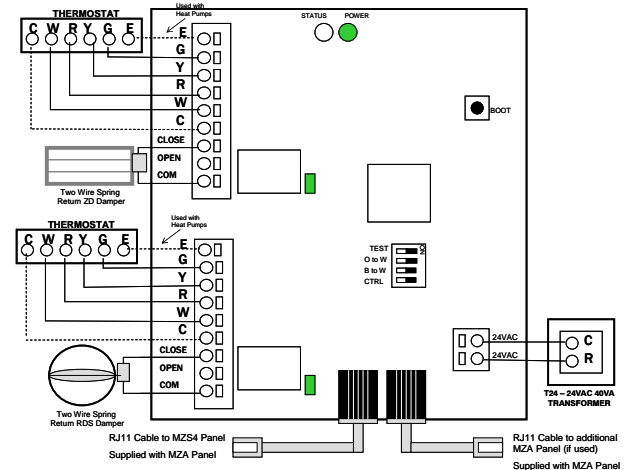 Used with
Heat Pumps
THERMOSTAT
C W R Y G E
E
G
Y
R
W
C
CLOSE
OPEN
COM
STATUS
POWER
BOOT
Two Wire Spring
Return ZD Damper
Used with
Heat Pumps
THERMOSTAT
C W R Y G E
E
G
Y
R
W
C
CLOSE
OPEN
COM
TEST
O to W
B to W
CTRL
ON
24VAC
24VAC
C
R
T24 – 24VAC 40VA
TRANSFORMER
Two Wire Spring
Return RDS Damper
RJ11 Cable to MZS4 Panel
Supplied with MZA Panel
RJ11 Cable to additional
MZA Panel (if used)
Supplied with MZA Panel